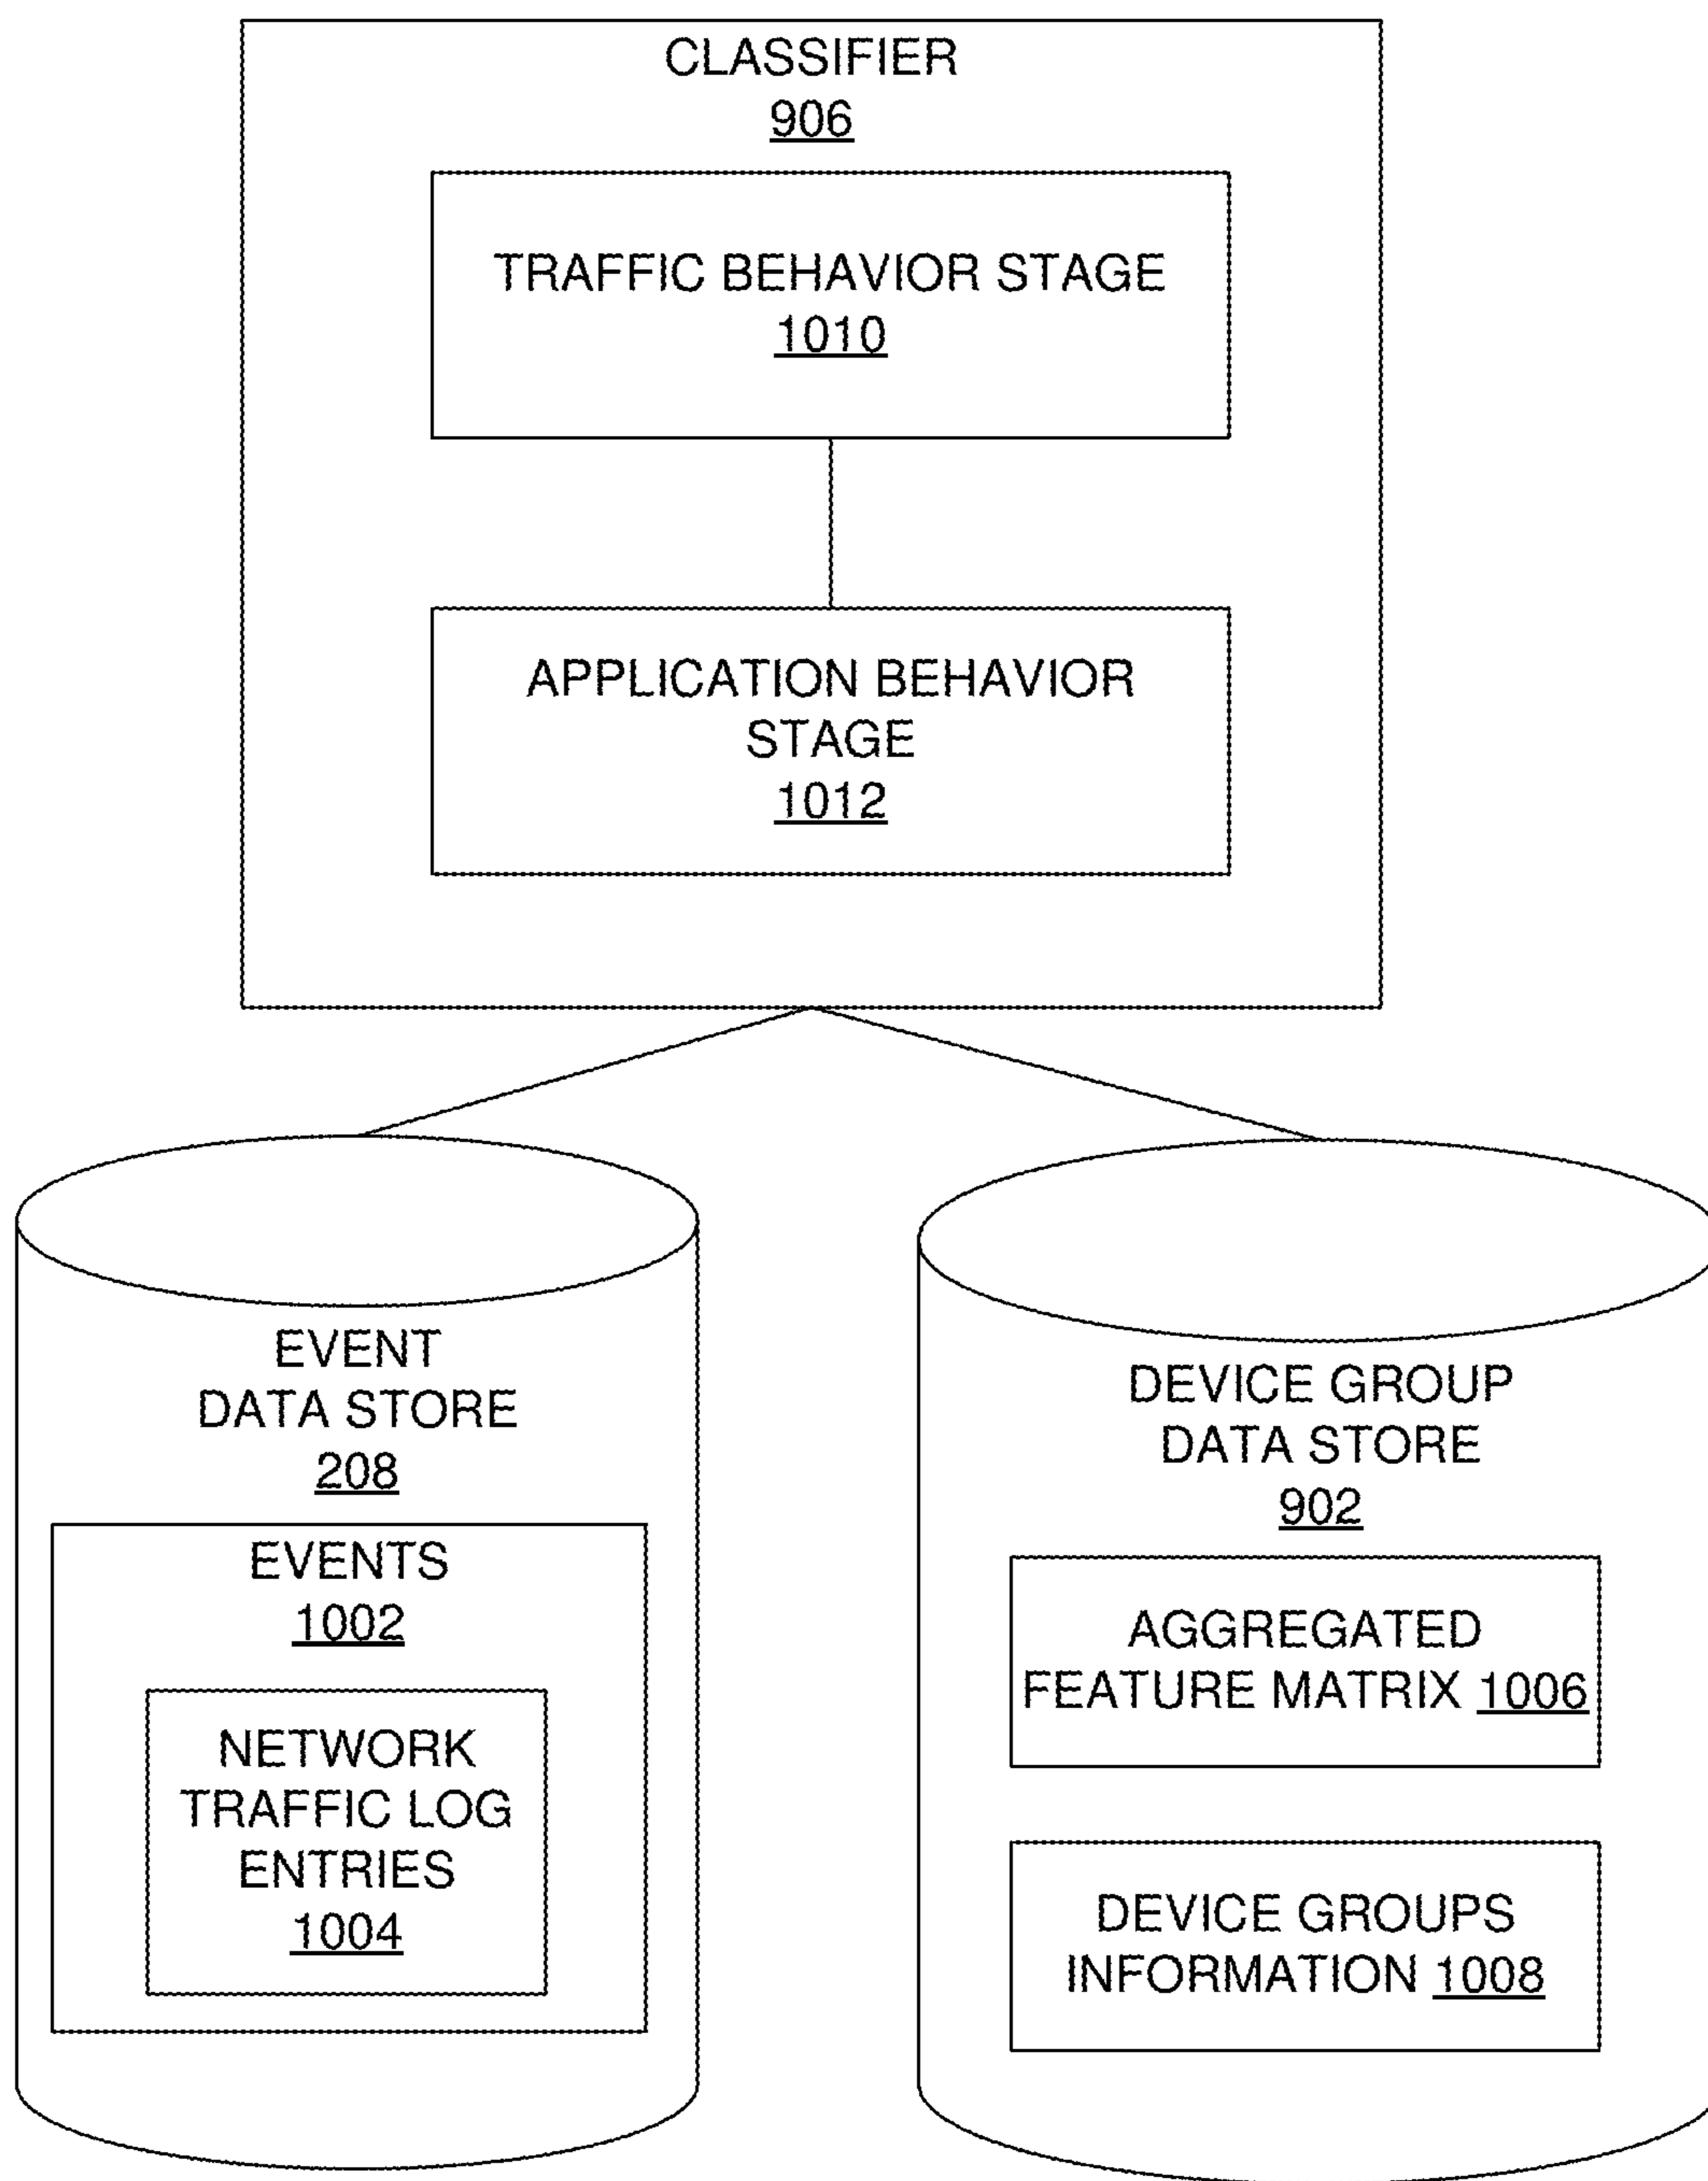 CLASSIFIER
906
TRAFFIC BEHAVIOR STAGE
1010
APPLICATION BEHAVIOR
STAGE
1012
EVENT
DATA STORE
208
EVENTS
1002
NETWORK
TRAFFIC LOG
ENTRIES
1004
DEVICE GROUP
DATA STORE
902
AGGREGATED
FEATURE MATRIX 1006
DEVICE GROUPS
INFORMATION 1008